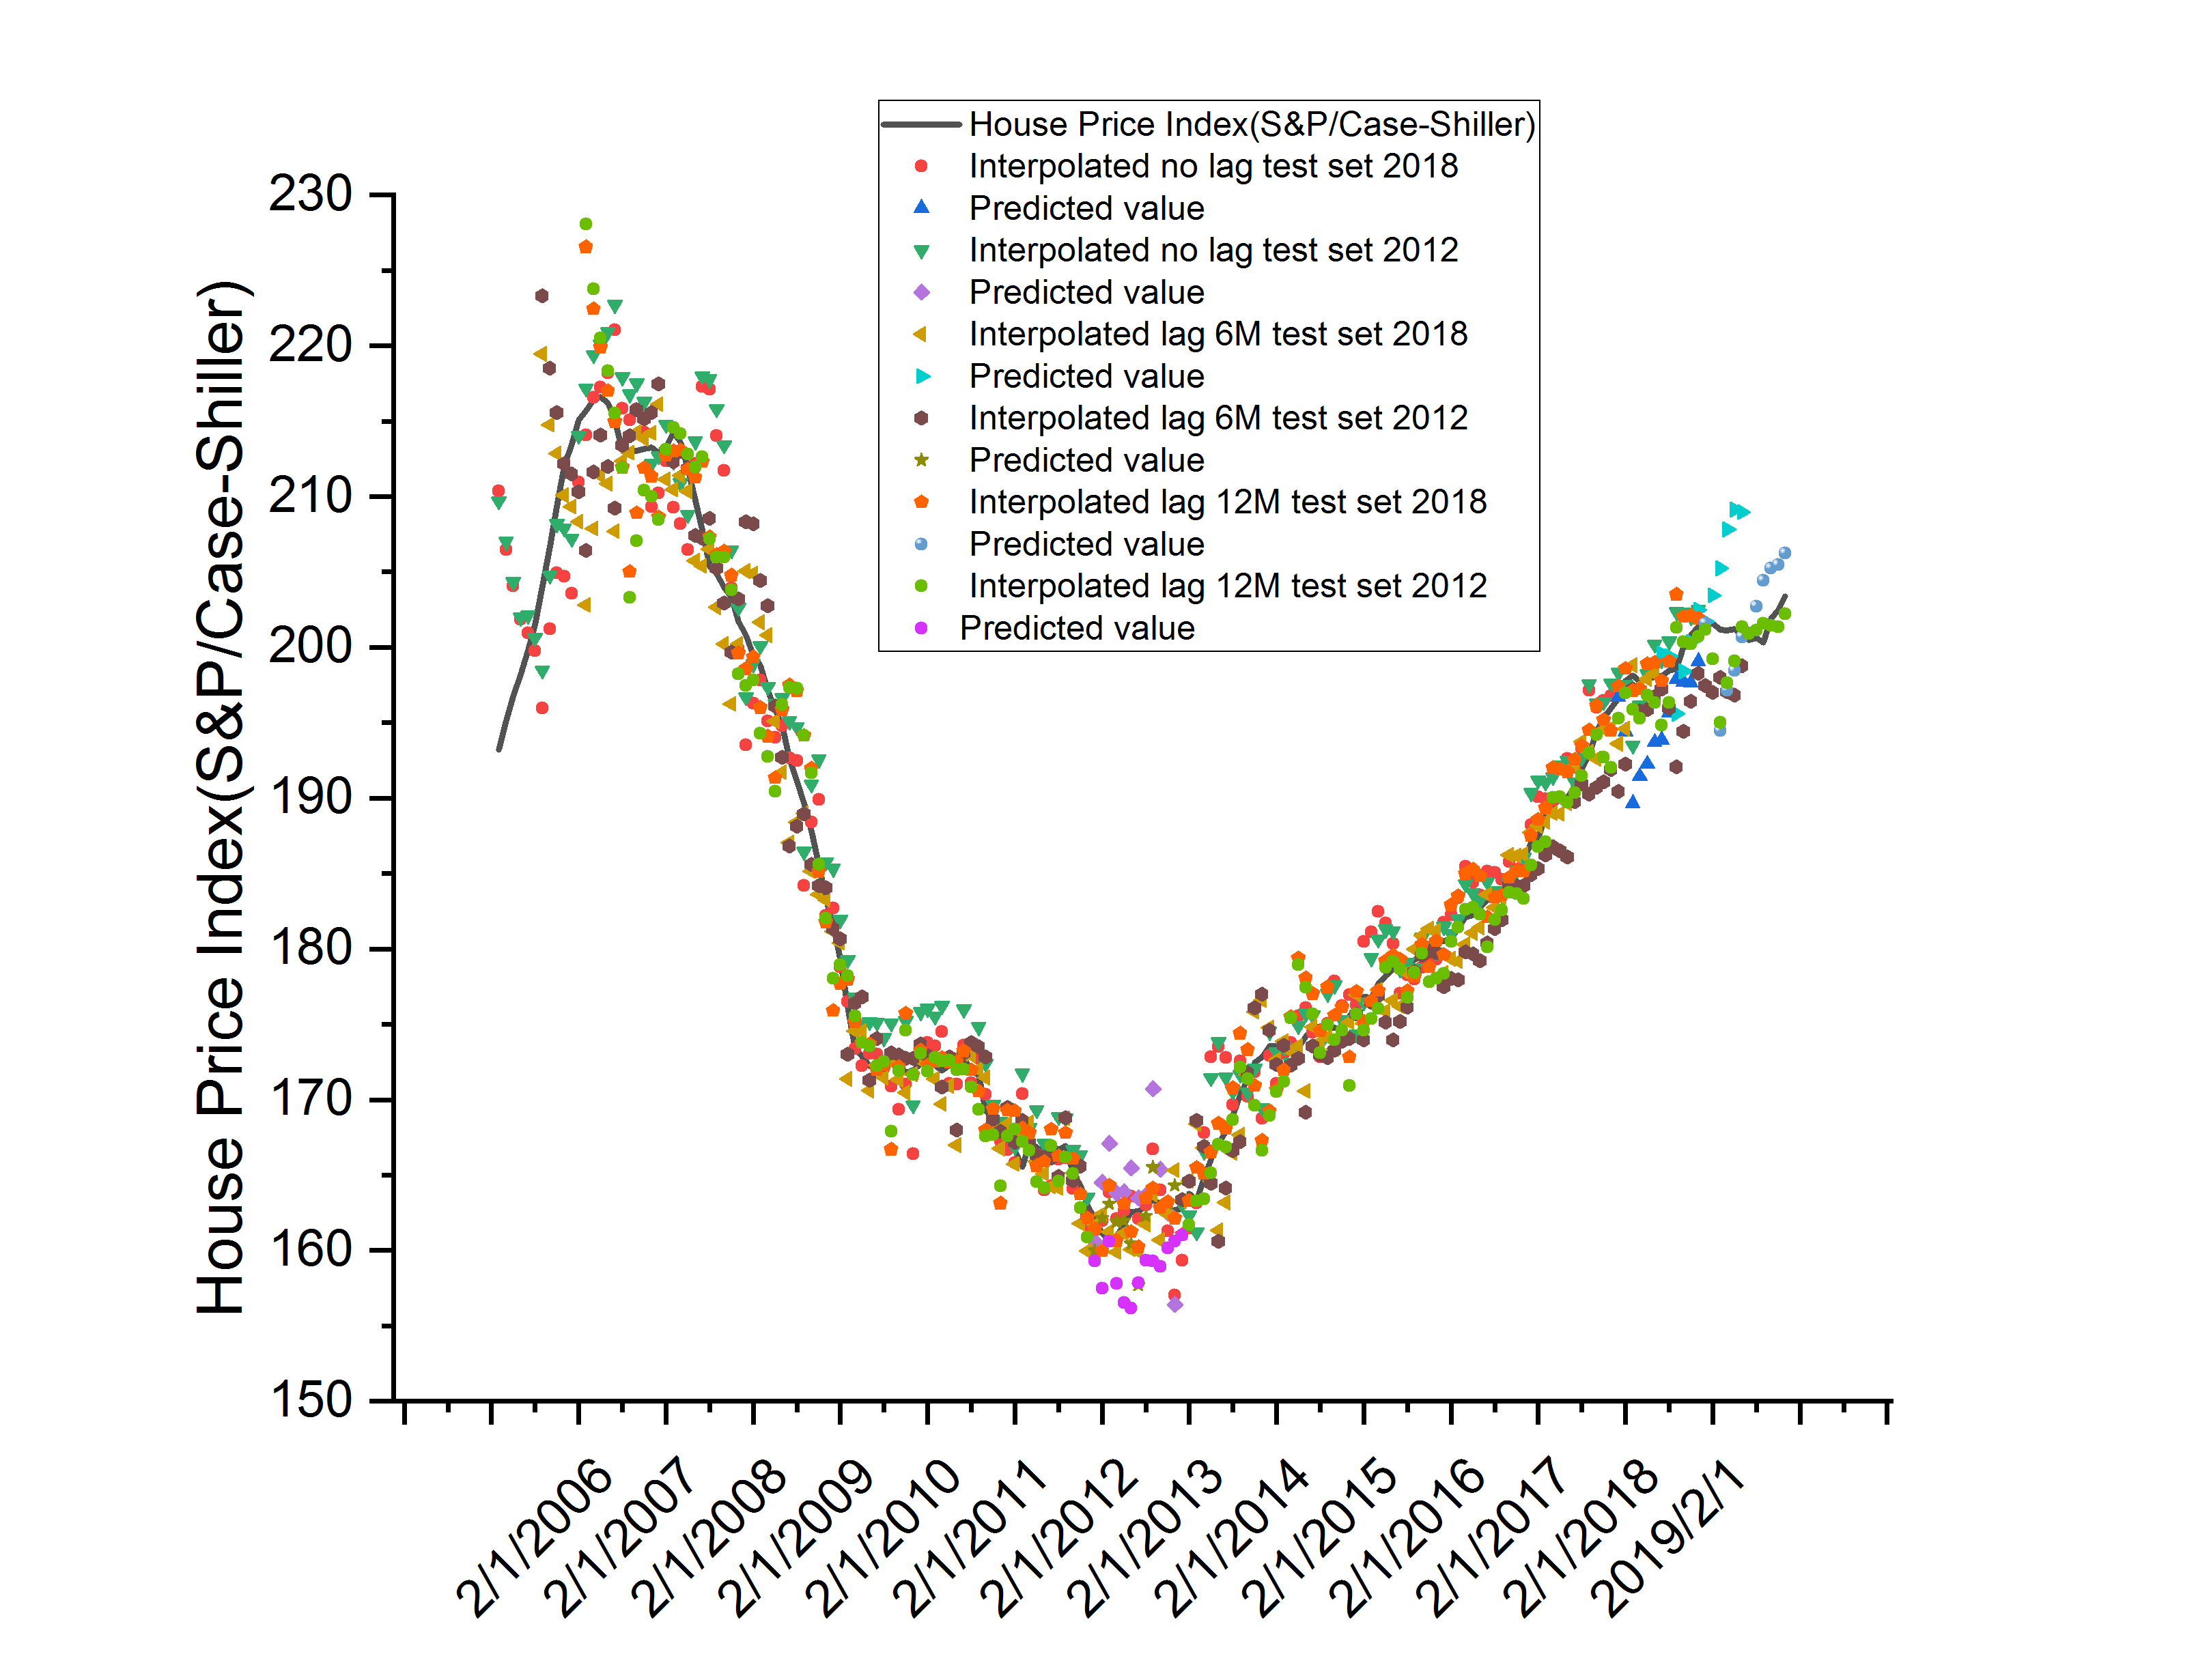 House Price Index(S&P/Case-Shiller)
Interpolated no lag test set 2018
Predicted value
Interpolated no lag test set 2012
Predicted value
Interpolated lag 6M test set 2018
Predicted value
Interpolated lag 6M test set 2012
Predicted value
Interpolated lag 12M test set 2018
Predicted value
Interpolated lag 12M test set 2012
Predicted value
House Price Index(S&P/Case-Shiller)
230
220
210
200
190
180
170
160
150
2/1/2006
2/1/2007
2/1/2008
2/1/2009
2/1/2010
2/1/2011
2/1/2012
2/1/2013
2/1/2014
2/1/2015
2/1/2016
2/1/2017
2/1/2018
2019/2/1